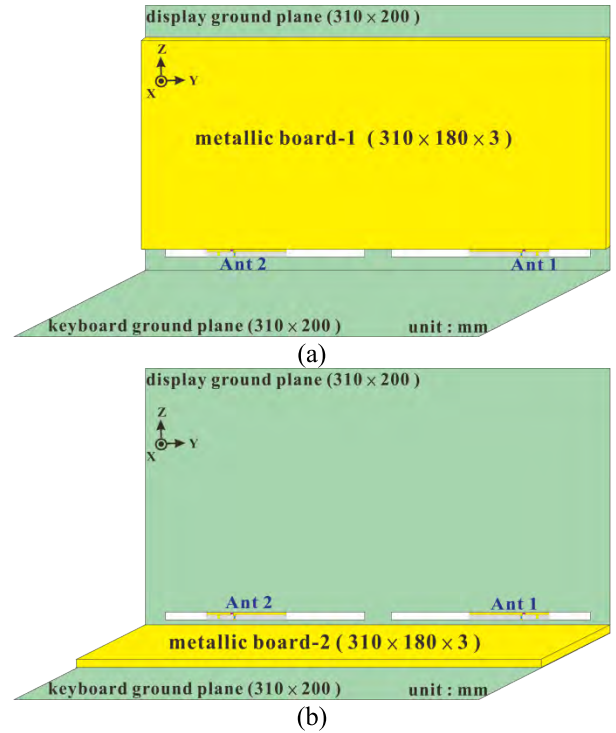 display ground plane (310 × 200)
Z
Y
X
metallic board-1 (310 × 180 × 3)
Ant 2
Ant 1
keyboard ground plane (310 × 200)
unit : mm
(a)
display ground plane (310 × 200)
Z
Y
X
Ant 2
Ant 1
metallic board-2 (310 × 180 × 3)
keyboard ground plane (310 × 200)
unit : mm
(b)